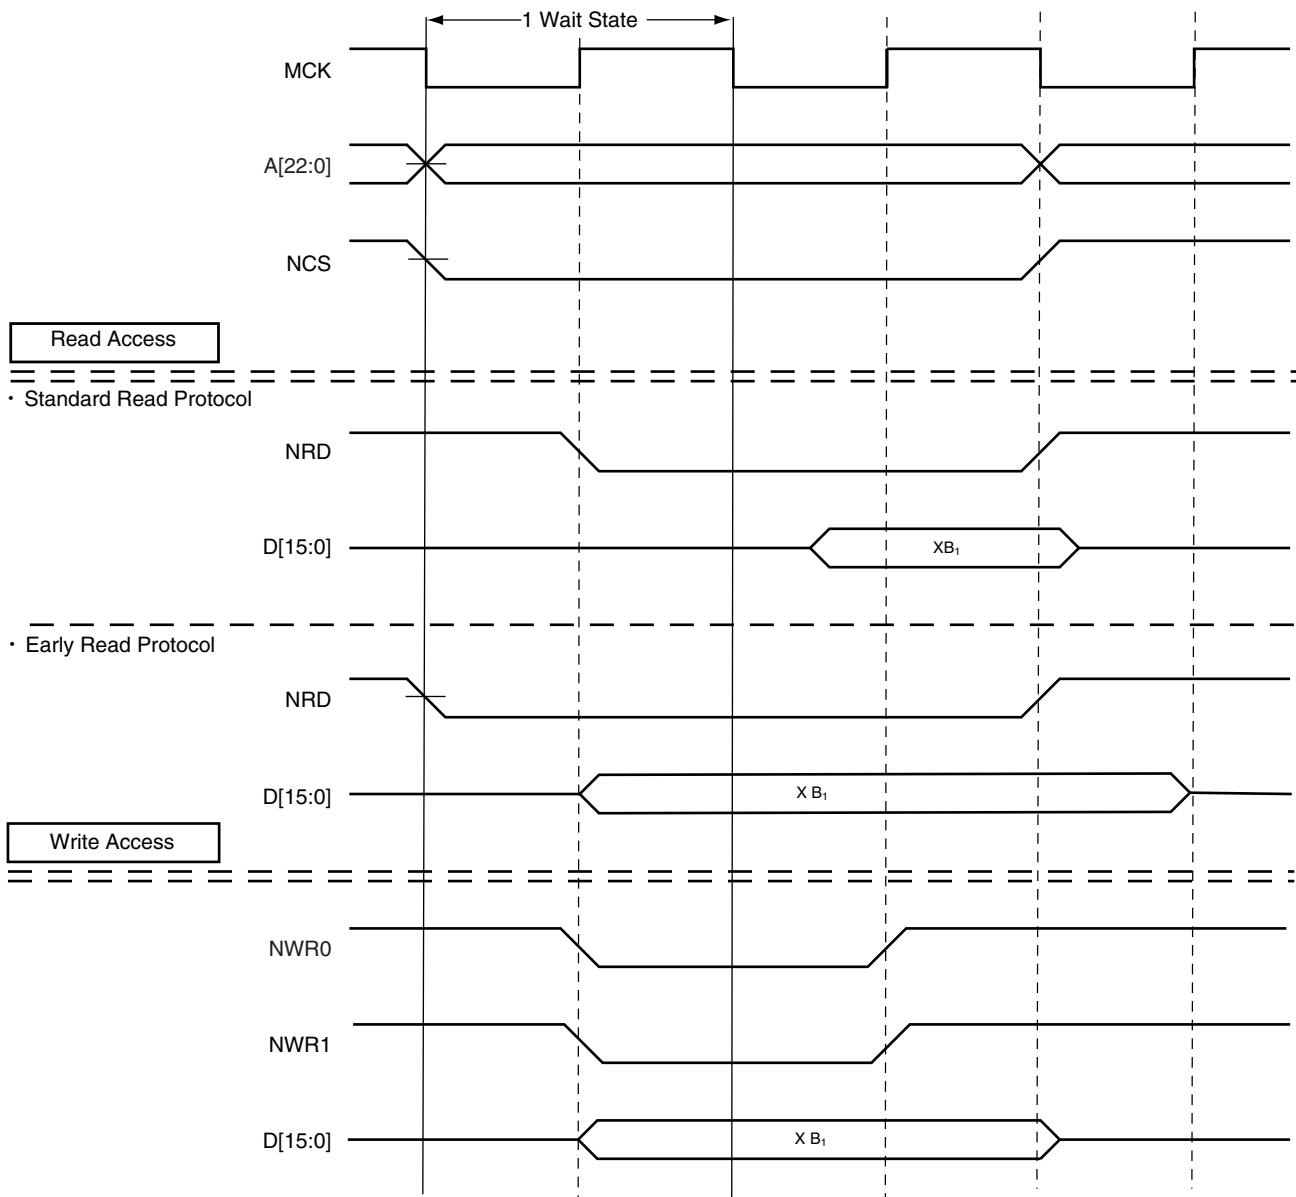 1 Wait State
MCK
A[22:0]
NCS
Read Access
· Standard Read Protocol
NRD
D[15:0]
XB₁
· Early Read Protocol
NRD
D[15:0]
X B₁
Write Access
NWR0
NWR1
D[15:0]
X B₁